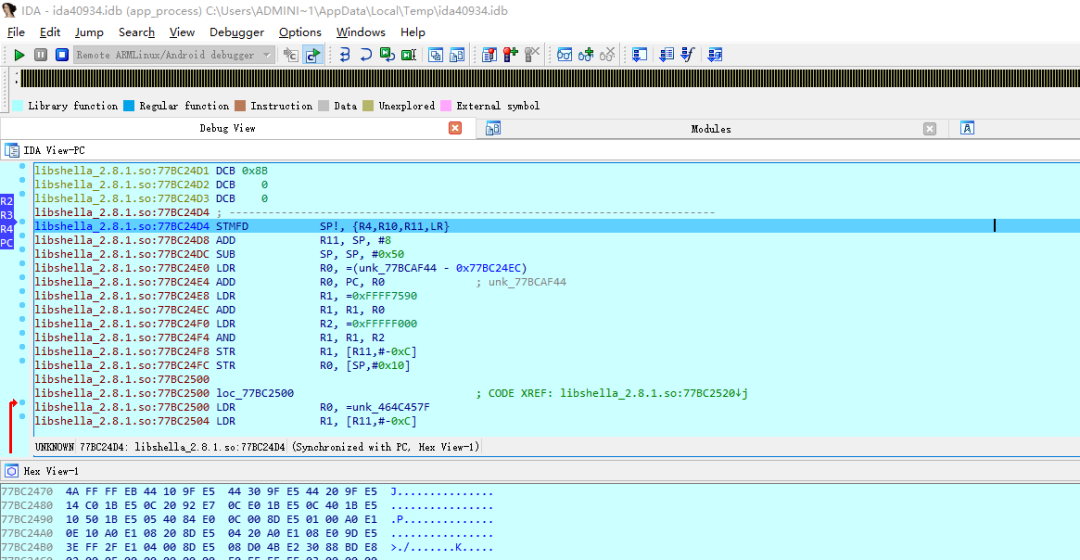 IDA - ida40934.idb (app_process) C:\Users\ADMINI~1\AppData\Local\Temp\ida40934.idb
File Edit Jump Search View Debugger Options Windows Help
Remote ARMLinux/Android debugger
Library function Regular function Instruction Data Unexplored External symbol
Debug View Modules
IDA View-PC
libshella_2.8.1.so:77BC24D1 DCB 0x8B
libshella_2.8.1.so:77BC24D2 DCB 0
libshella_2.8.1.so:77BC24D3 DCB 0
libshella_2.8.1.so:77BC24D4 ; ---------------------------------------------------------------------------
libshella_2.8.1.so:77BC24D4 STMFD SP!, {R4,R10,R11,LR}
libshella_2.8.1.so:77BC24D8 ADD R11, SP, #8
libshella_2.8.1.so:77BC24DC SUB SP, SP, #0x50
libshella_2.8.1.so:77BC24E0 LDR R0, =(unk_77BCAF44 - 0x77BC24EC)
libshella_2.8.1.so:77BC24E4 ADD R0, PC, R0 ; unk_77BCAF44
libshella_2.8.1.so:77BC24E8 LDR R1, =0xFFFF7590
libshella_2.8.1.so:77BC24EC ADD R1, R1, R0
libshella_2.8.1.so:77BC24F0 LDR R2, =0xFFFFF000
libshella_2.8.1.so:77BC24F4 AND R1, R1, R2
libshella_2.8.1.so:77BC24F8 STR R1, [R11,#-0xC]
libshella_2.8.1.so:77BC24FC STR R0, [SP,#0x10]
libshella_2.8.1.so:77BC2500
libshella_2.8.1.so:77BC2500 loc_77BC2500 ; CODE XREF: libshella_2.8.1.so:77BC2520↓j
libshella_2.8.1.so:77BC2500 LDR R0, =unk_464C457F
libshella_2.8.1.so:77BC2504 LDR R1, [R11,#-0xC]
R2
R3
R4
PC
UNKNOWN 77BC24D4: libshella_2.8.1.so:77BC24D4 (Synchronized with PC, Hex View-1)
Hex View-1
77BC2470 4A FF FF EB 44 10 9F E5 44 30 9F E5 44 20 9F E5 J...............
77BC2480 14 C0 1B E5 0C 20 92 E7 0C E0 1B E5 0C 40 1B E5 ................
77BC2490 10 50 1B E5 05 40 84 E0 0C 00 8D E5 01 00 A0 E1 .P..............
77BC24A0 0E 10 A0 E1 08 20 8D E5 04 20 A0 E1 08 E0 9D E5 ................
77BC24B0 3E FF 2F E1 04 00 8D E5 08 D0 4B E2 30 88 BD E8 >./.......K.....